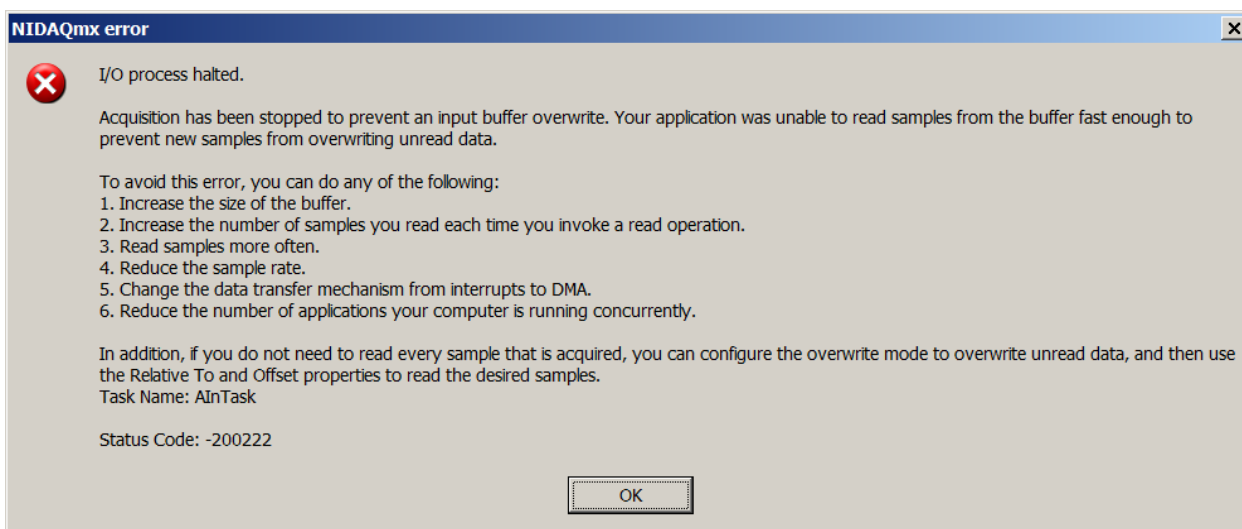 NIDAQmx error
I/O process halted.
Acquisition has been stopped to prevent an input buffer overwrite. Your application was unable to read samples from the buffer fast enough to
prevent new samples from overwriting unread data.
To avoid this error, you can do any of the following:
1. Increase the size of the buffer.
2. Increase the number of samples you read each time you invoke a read operation.
3. Read samples more often.
4. Reduce the sample rate.
5. Change the data transfer mechanism from interrupts to DMA.
6. Reduce the number of applications your computer is running concurrently.
In addition, if you do not need to read every sample that is acquired, you can configure the overwrite mode to overwrite unread data, and then use
the Relative To and Offset properties to read the desired samples.
Task Name: AInTask
Status Code: -200222
OK